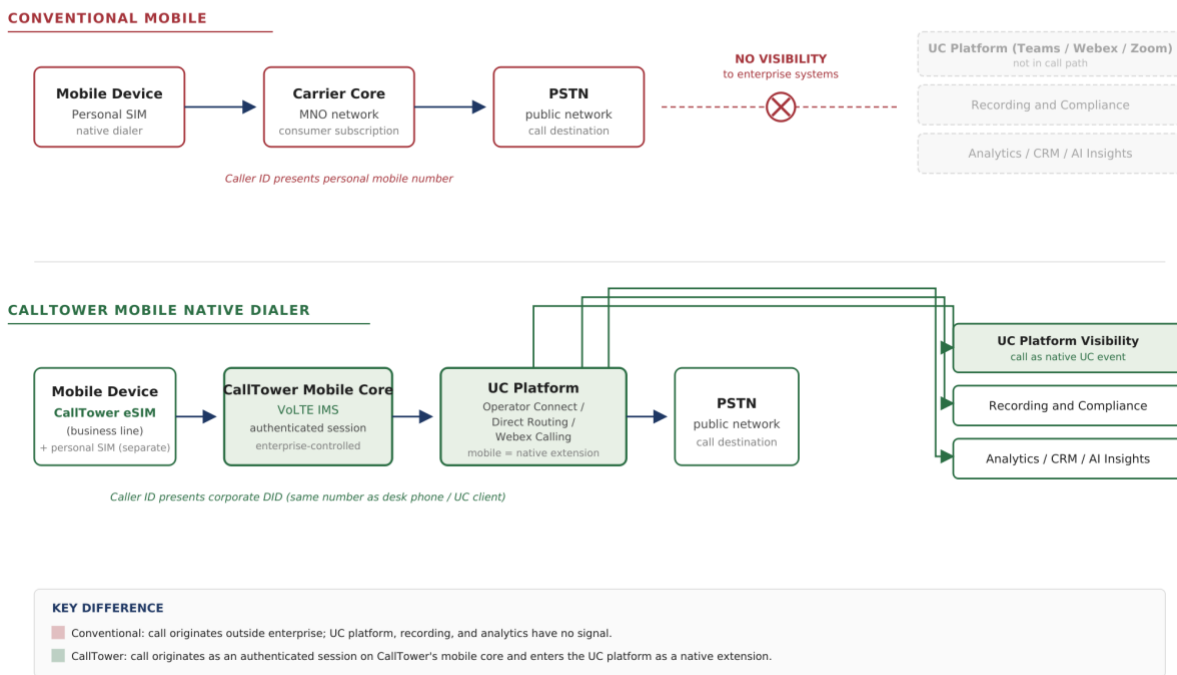 CONVENTIONAL MOBILE
Mobile Device
Personal SIM
native dialer
Carrier Core
MNO network
consumer subscription
PSTN
public network
call destination
NO VISIBILITY
to enterprise systems
UC Platform (Teams / Webex / Zoom)
not in call path
Recording and Compliance
Analytics / CRM / AI Insights
Caller ID presents personal mobile number
CALLTOWER MOBILE NATIVE DIALER
Mobile Device
CallTower eSIM
(business line)
+ personal SIM (separate)
CallTower Mobile Core
VoLTE IMS
authenticated session
enterprise-controlled
UC Platform
Operator Connect /
Direct Routing /
Webex Calling
mobile = native extension
PSTN
public network
call destination
UC Platform Visibility
call as native UC event
Recording and Compliance
Analytics / CRM / AI Insights
Caller ID presents corporate DID (same number as desk phone / UC client)
KEY DIFFERENCE
Conventional: call originates outside enterprise; UC platform, recording, and analytics have no signal.
CallTower: call originates as an authenticated session on CallTower's mobile core and enters the UC platform as a native extension.